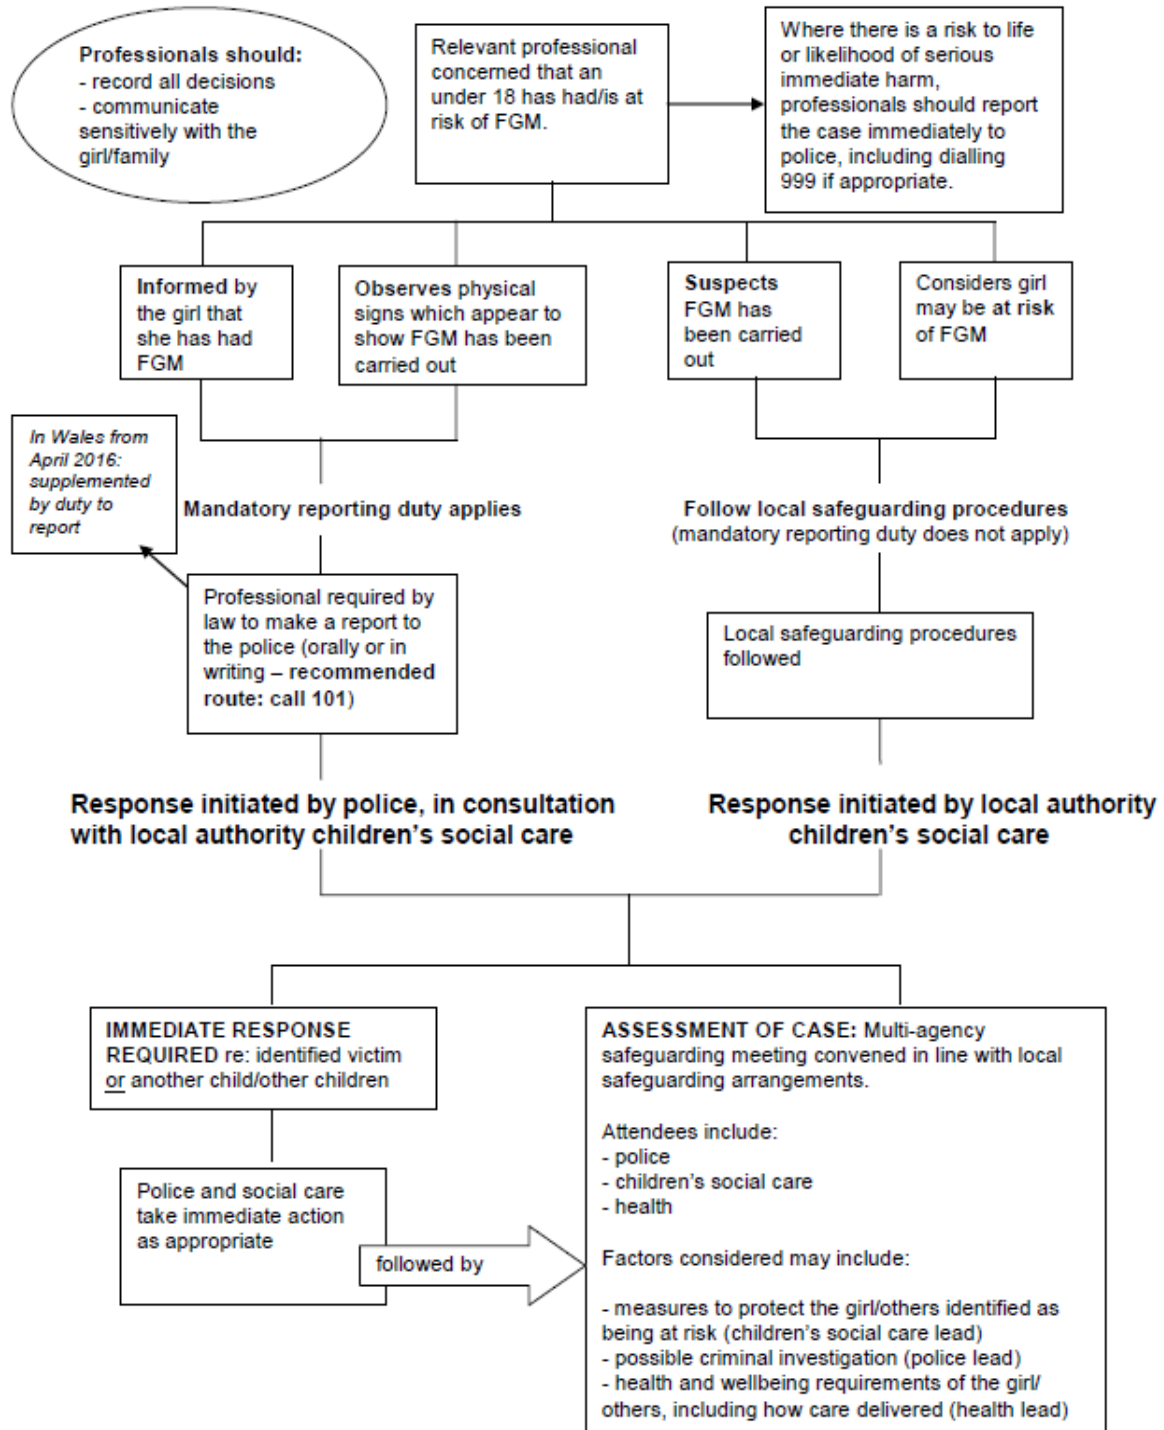 Professionals should:
- record all decisions
- communicate
sensitively with the
girl/family
Relevant professional
concerned that an
under 18 has had/is at
risk of FGM.
Where there is a risk to life
or likelihood of serious
immediate harm,
professionals should report
the case immediately to
police, including dialling
999 if appropriate.
Informed by
the girl that
she has had
FGM
Observes physical
signs which appear to
show FGM has been
carried out
Suspects
FGM has
been carried
out
Considers girl
may be at risk
of FGM
In Wales from
April 2016:
supplemented
by duty to
report
Mandatory reporting duty applies
Follow local safeguarding procedures
(mandatory reporting duty does not apply)
Professional required by
law to make a report to
the police (orally or in
writing – recommended
route: call 101)
Local safeguarding procedures
followed
Response initiated by police, in consultation
with local authority children's social care
Response initiated by local authority
children's social care
IMMEDIATE RESPONSE
REQUIRED re: identified victim
or another child/other children
Police and social care
take immediate action
as appropriate
followed by
ASSESSMENT OF CASE: Multi-agency
safeguarding meeting convened in line with local
safeguarding arrangements.
Attendees include:
- police
- children's social care
- health
Factors considered may include:
- measures to protect the girl/others identified as
being at risk (children's social care lead)
- possible criminal investigation (police lead)
- health and wellbeing requirements of the girl/
others, including how care delivered (health lead)